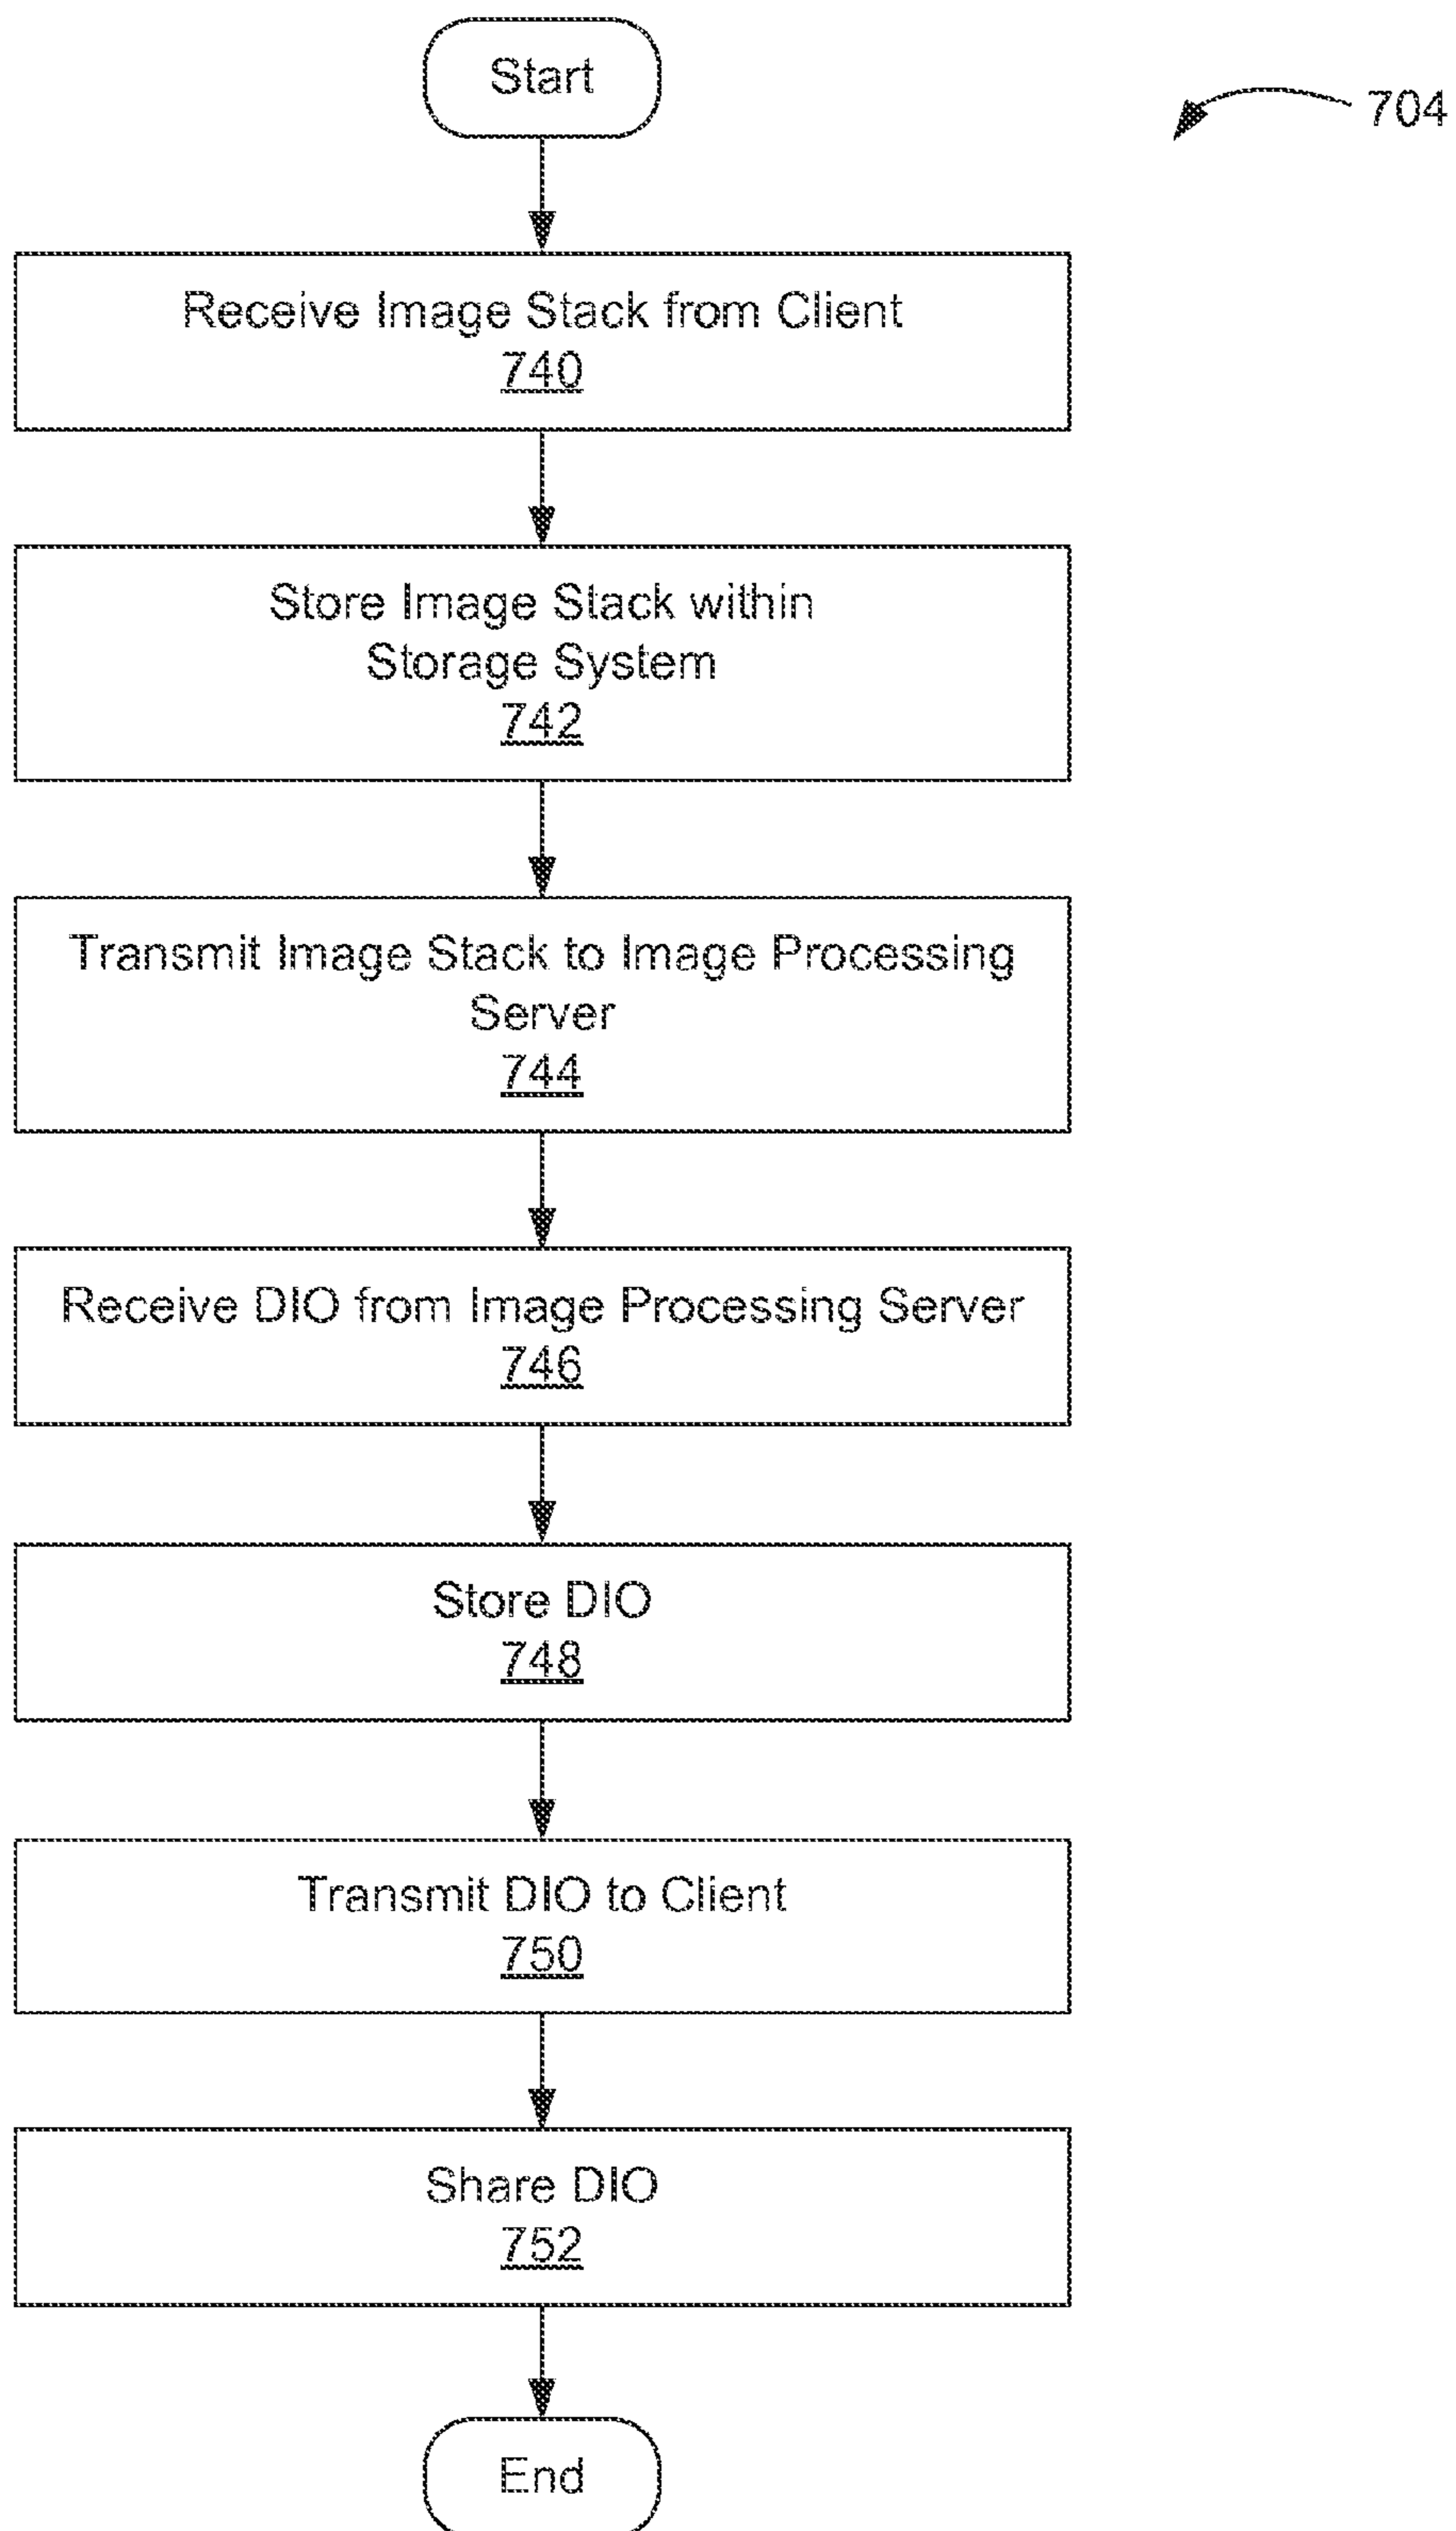 Start
704
Receive Image Stack from Client
740
Store Image Stack within
Storage System
742
Transmit Image Stack to Image Processing
Server
744
Receive DIO from Image Processing Server
746
Store DIO
748
Transmit DIO to Client
750
Share DIO
752
End